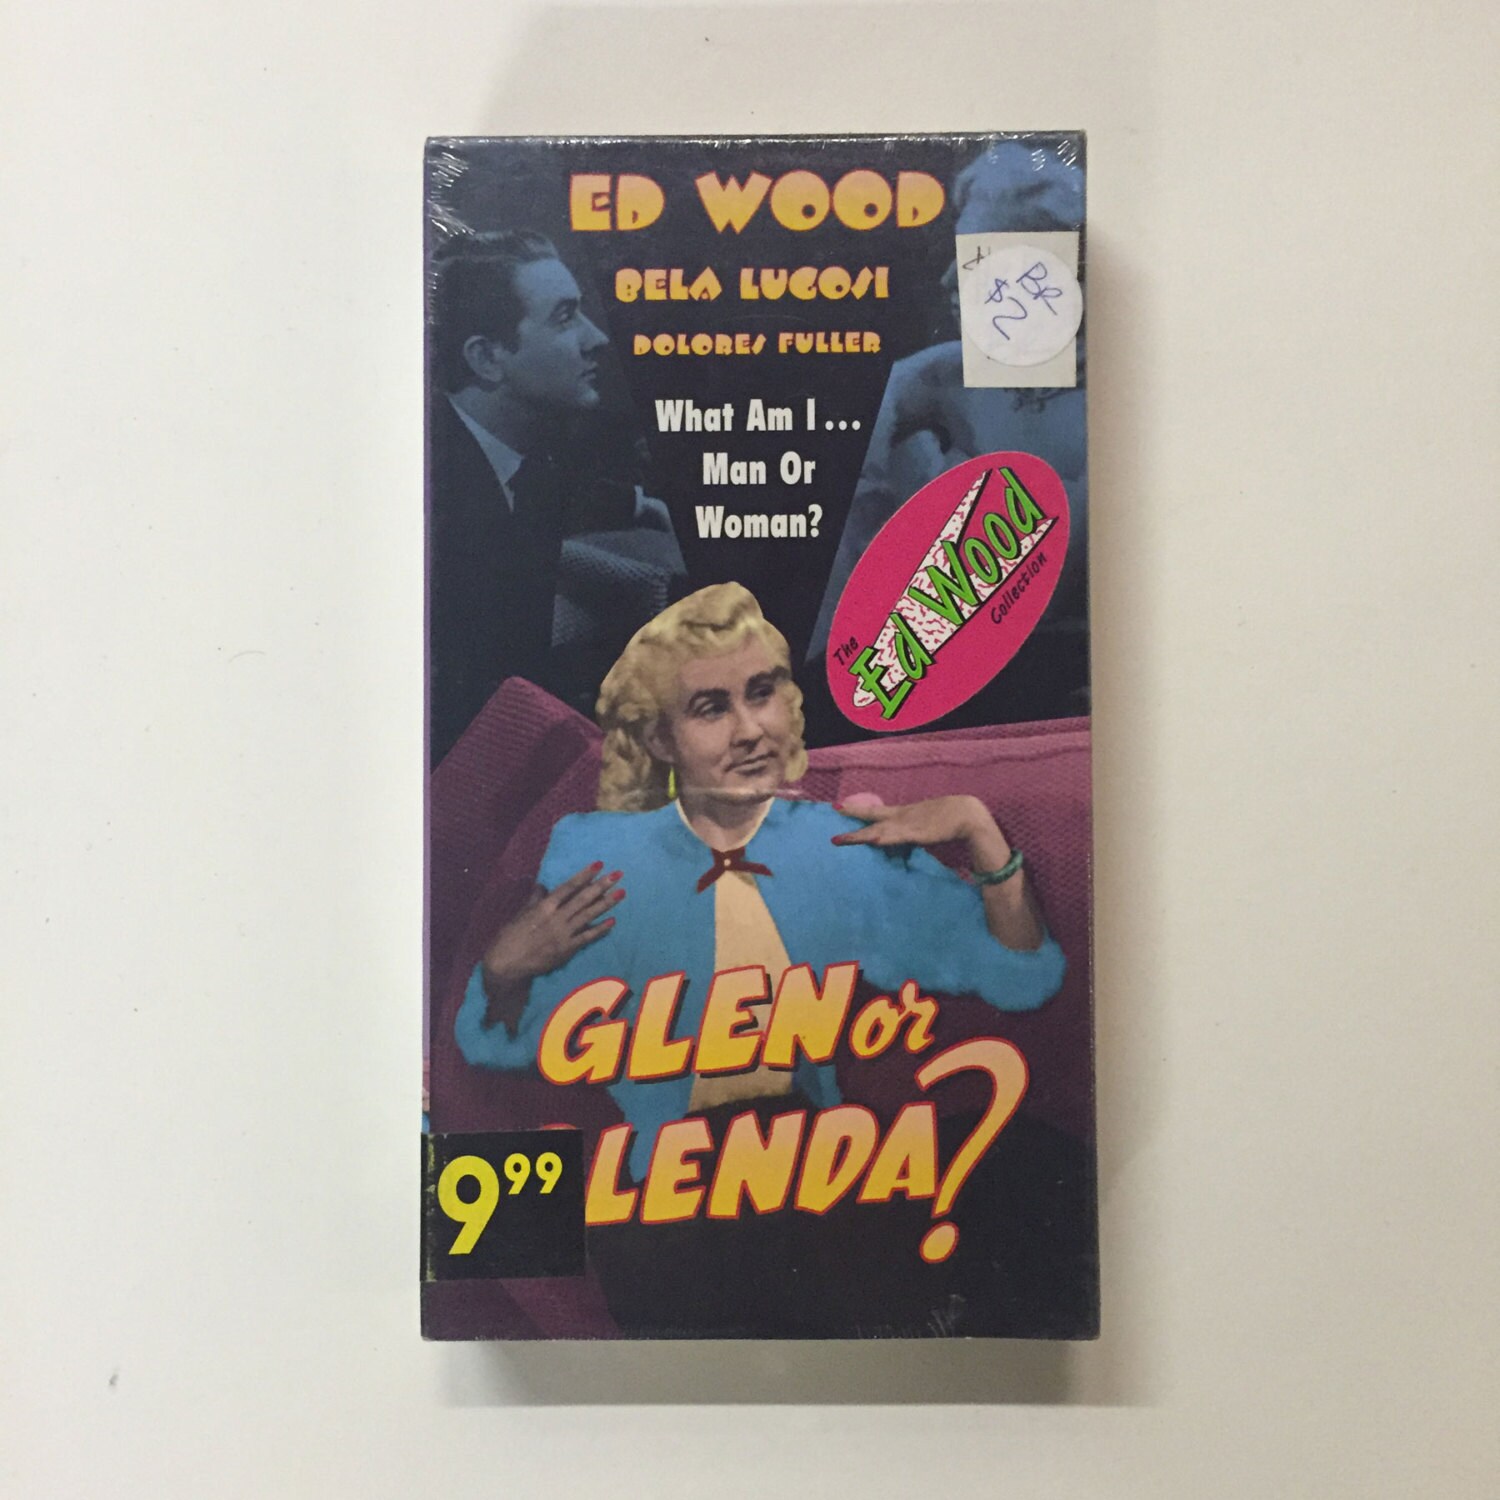 ED WOOD
BELA LUGOSI
DOLORES FULLER
BR
$2
What Am I...
Man Or
Woman?
The
Ed Wood
Collection
GLEN or
LENDA?
9.99